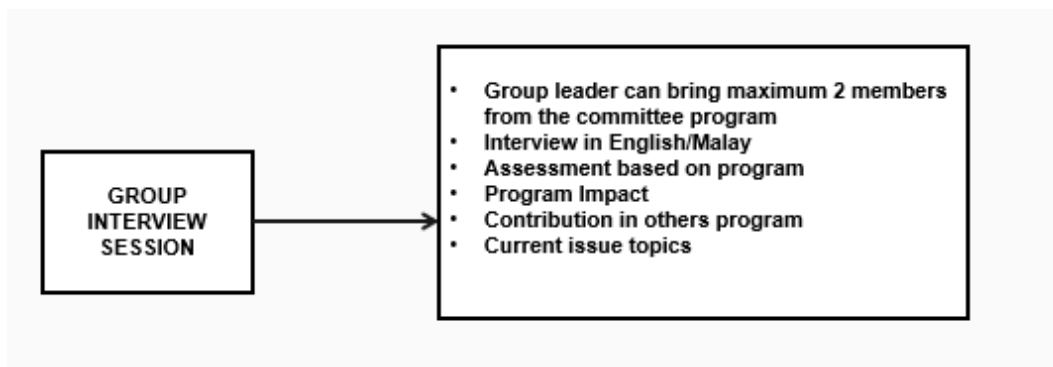 GROUP
INTERVIEW
SESSION
• Group leader can bring maximum 2 members
from the committee program
• Interview in English/Malay
• Assessment based on program
• Program Impact
• Contribution in others program
• Current issue topics